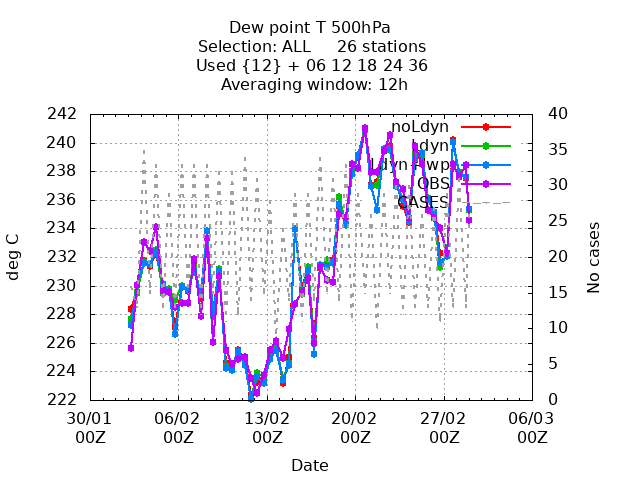 Dew point T 500hPa
Selection: ALL 26 stations
Used {12} + 06 12 18 24 36
Averaging window: 12h
242 40
240 35
238 30
236 25
234
232 20
230 15
228
226 10
224 5
222 0
noLdyn
Ldyn
Ldyn+wp
OBS
CASES
deg C
No cases
30/01 06/02 13/02 20/02 27/02 06/03
00Z 00Z 00Z 00Z 00Z 00Z
Date